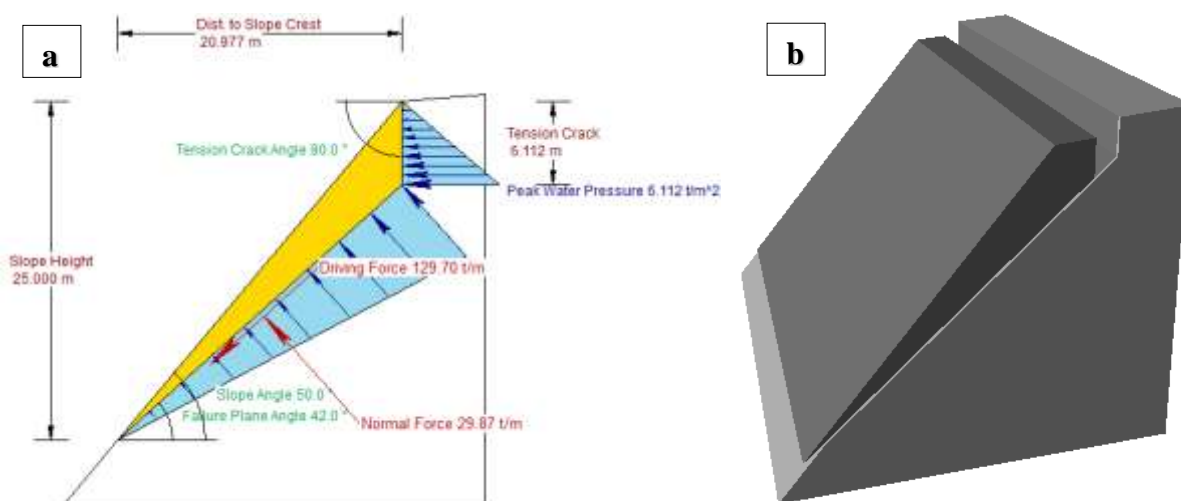 a
Dist. to Slope Crest
20.977 m
b
Tension Crack Angle 90.0 °
Tension Crack
6.112 m
Peak Water Pressure 6.112 t/m^2
Slope Height
25.000 m
Driving Force 129.70 t/m
Slope Angle 50.0 °
Failure Plane Angle 42.0 °
Normal Force 29.87 t/m